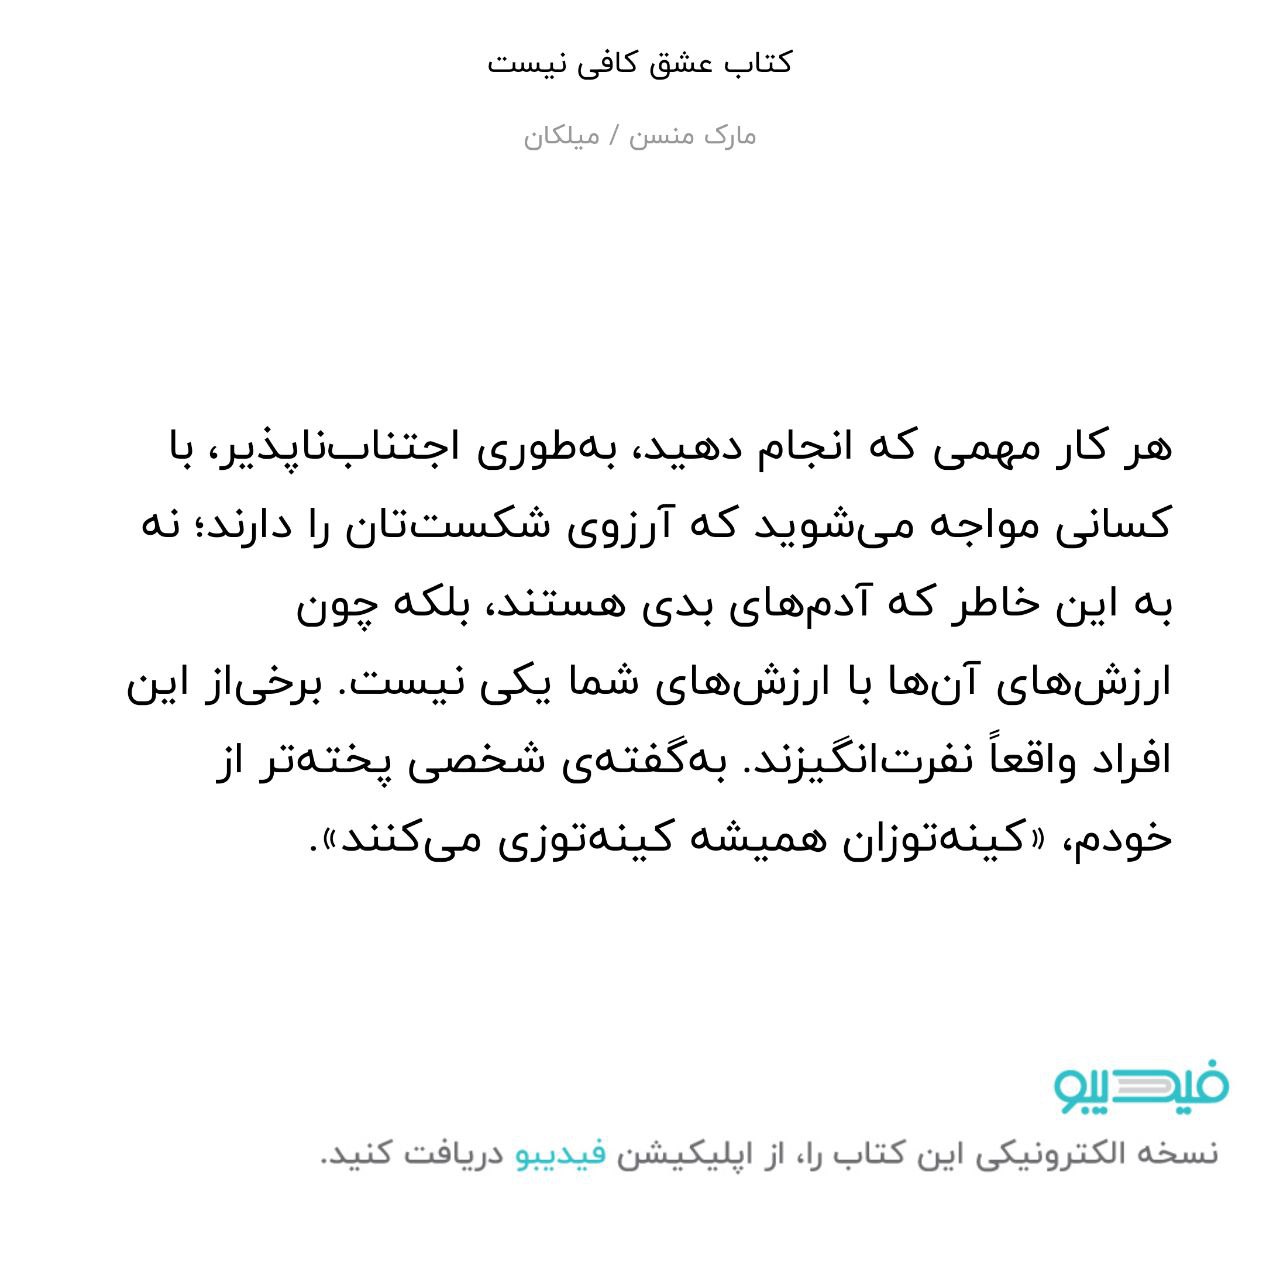 کتاب عشق کافی نیست
مارک منسن / میلکان
هر کار مهمی که انجام دهید، به‌طوری اجتناب‌ناپذیر، با
کسانی مواجه می‌شوید که آرزوی شکست‌تان را دارند؛ نه
به این خاطر که آدم‌های بدی هستند، بلکه چون
ارزش‌های آن‌ها با ارزش‌های شما یکی نیست. برخی‌از این
افراد واقعاً نفرت‌انگیزند. به‌گفته‌ی شخصی پخته‌تر از
خودم، «کینه‌توزان همیشه کینه‌توزی می‌کنند».
فیدیبو
نسخه الکترونیکی این کتاب را، از اپلیکیشن فیدیبو دریافت کنید.